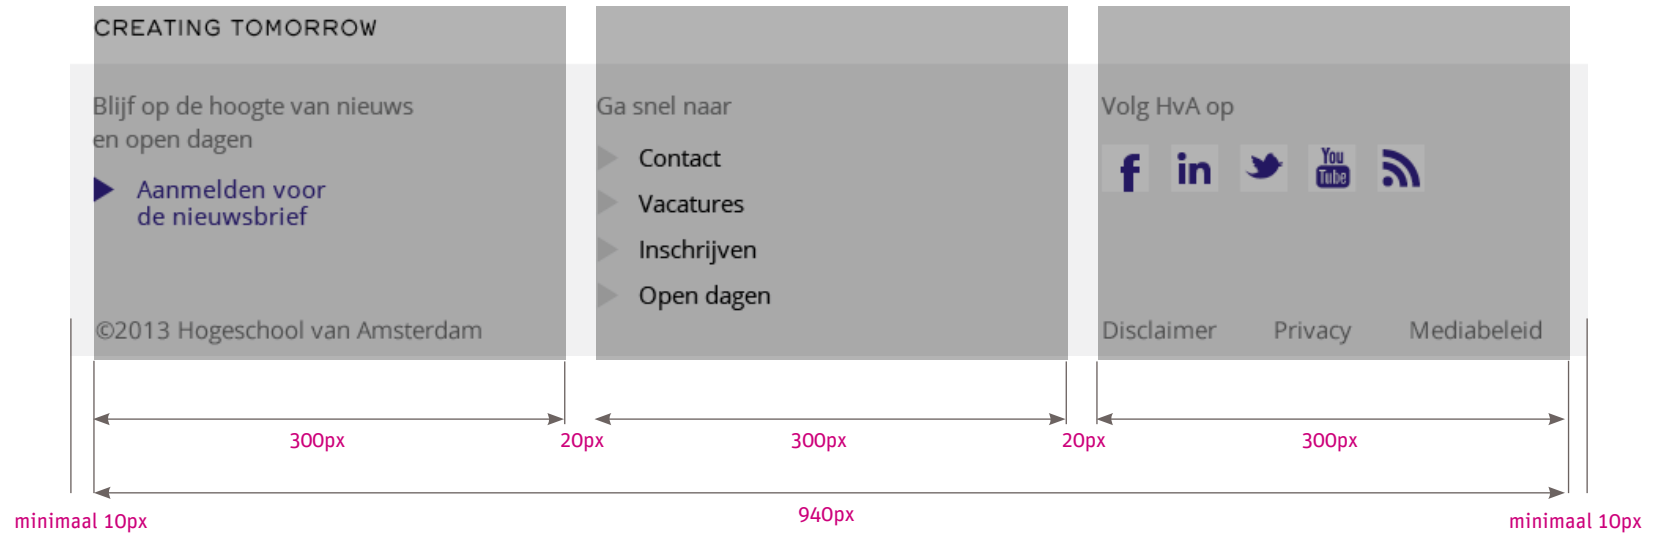 CREATING TOMORROW
Blijf op de hoogte van nieuws
en open dagen
Aanmelden voor
de nieuwsbrief
©2013 Hogeschool van Amsterdam
Ga snel naar
Contact
Vacatures
Inschrijven
Open dagen
Volg HvA op
f in You
Tube
Disclaimer Privacy Mediabeleid
300px 20px 300px 20px 300px
minimaal 10px 940px minimaal 10px